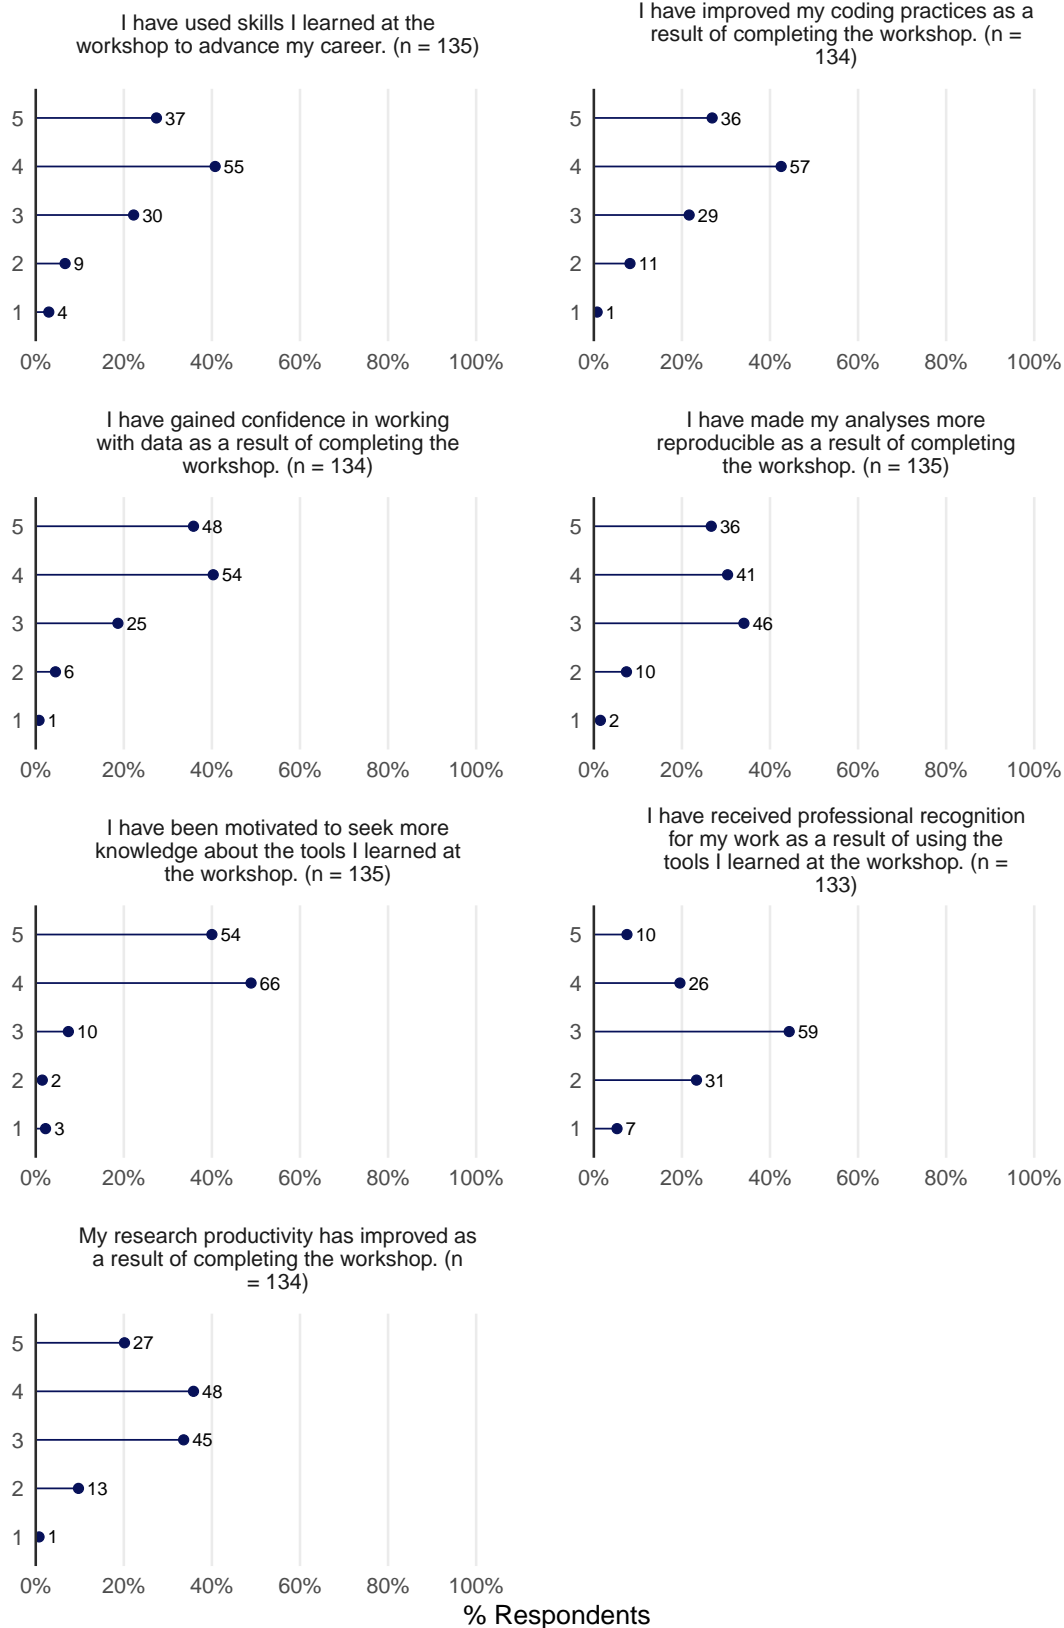 I have used skills I learned at the
workshop to advance my career. (n = 135)
5
37
4
55
3
30
2
9
1
4
0% 20% 40% 60% 80% 100%
I have improved my coding practices as a
result of completing the workshop. (n =
134)
5
36
4
57
3
29
2
11
1
1
0% 20% 40% 60% 80% 100%
I have gained confidence in working
with data as a result of completing the
workshop. (n = 134)
5
48
4
54
3
25
2
6
1
1
0% 20% 40% 60% 80% 100%
I have made my analyses more
reproducible as a result of completing
the workshop. (n = 135)
5
36
4
41
3
46
2
10
1
2
0% 20% 40% 60% 80% 100%
I have been motivated to seek more
knowledge about the tools I learned at
the workshop. (n = 135)
5
54
4
66
3
10
2
2
1
3
0% 20% 40% 60% 80% 100%
I have received professional recognition
for my work as a result of using the
tools I learned at the workshop. (n =
133)
5
10
4
26
3
59
2
31
1
7
0% 20% 40% 60% 80% 100%
My research productivity has improved as
a result of completing the workshop. (n
= 134)
5
27
4
48
3
45
2
13
1
1
0% 20% 40% 60% 80% 100%
% Respondents